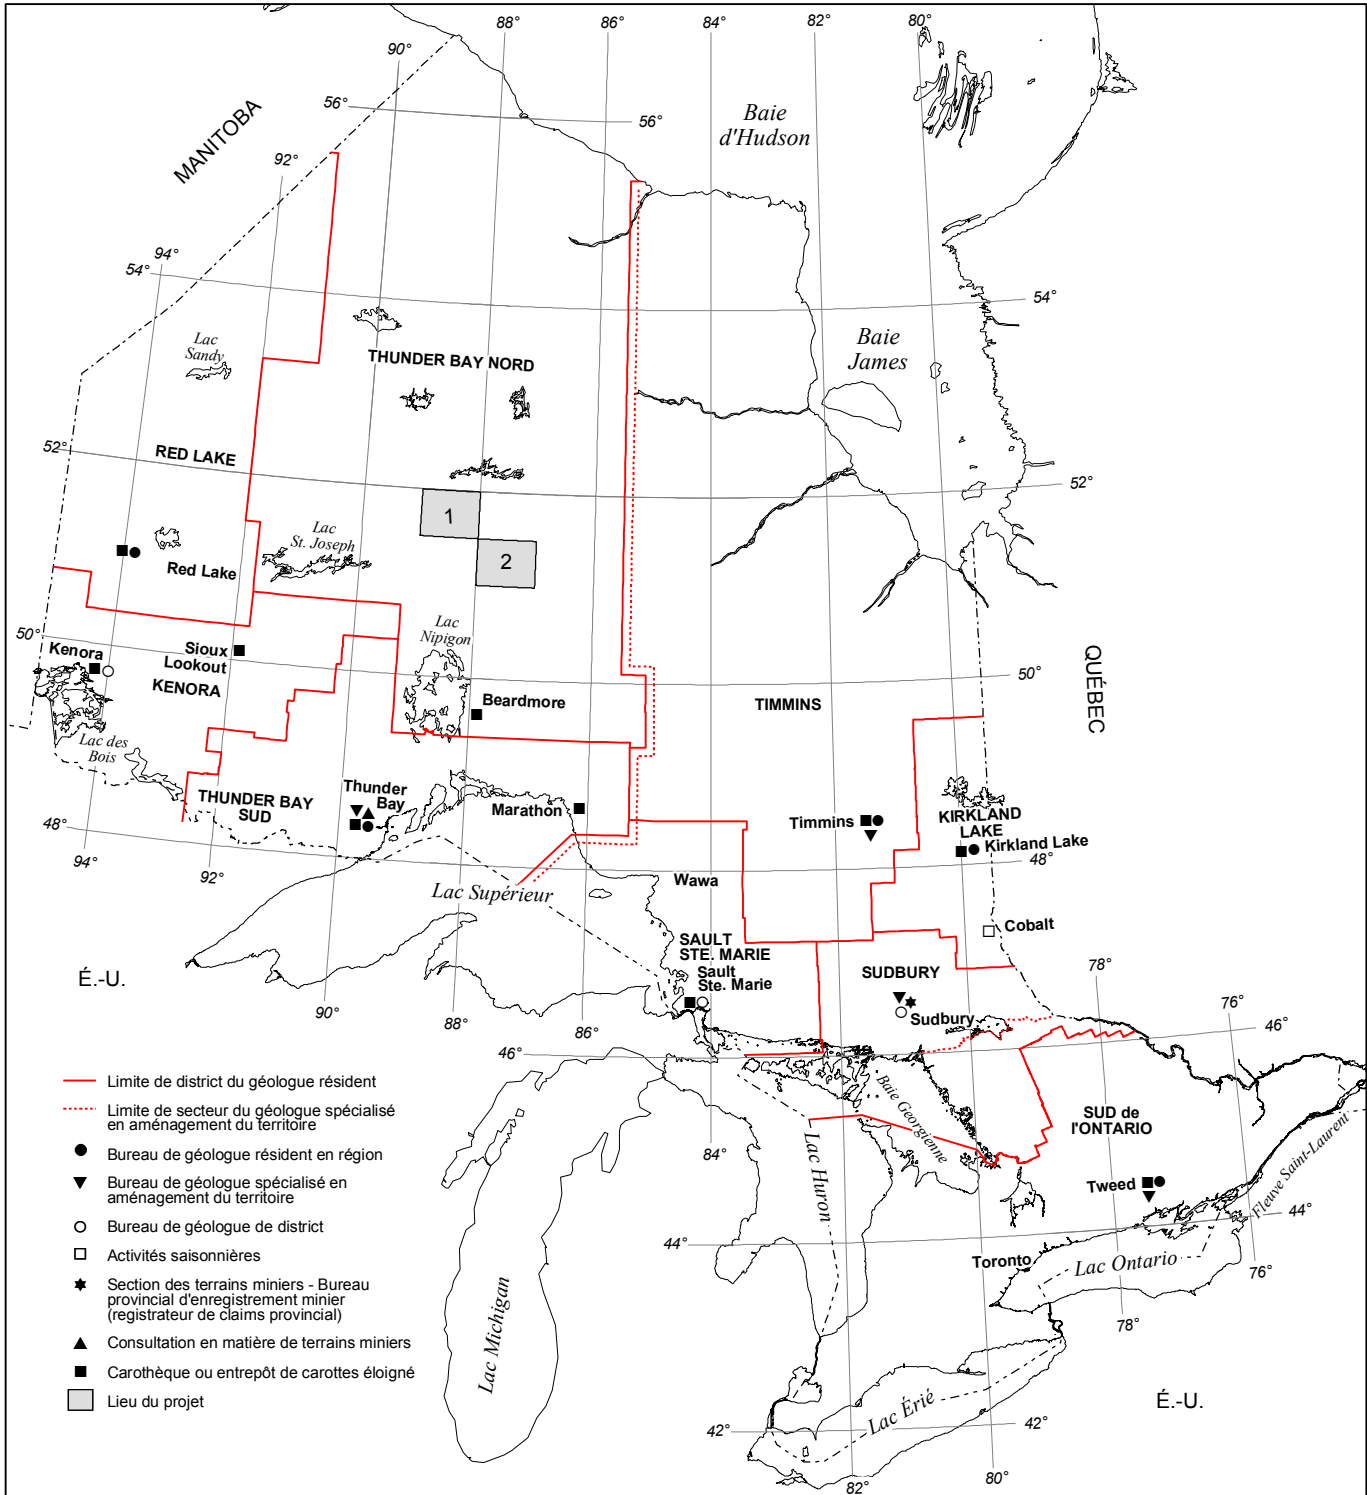 88°
86°
84°
82°
80°
90°
56°
56°
92°
MANITOBA
Baie
d'Hudson
94°
54°
54°
Lac
Sandy
THUNDER BAY NORD
Baie
James
52°
RED LAKE
52°
1
2
Lac
St. Joseph
Red Lake
50°
Kenora
Sioux
Lookout
KENORA
Lac
Nipigon
50°
Beardmore
TIMMINS
QUÉBEC
Lac des
Bois
THUNDER BAY
SUD
Thunder
Bay
Marathon
Timmins
KIRKLAND
LAKE
Kirkland Lake
48°
94°
92°
48°
Lac Supérieur
Wawa
Cobalt
SAULT
STE. MARIE
Sault
Ste. Marie
SUDBURY
Sudbury
É.-U.
90°
88°
86°
46°
78°
76°
46°
Limite de district du géologue résident
Limite de secteur du géologue spécialisé
en aménagement du territoire
Bureau de géologue résident en région
Bureau de géologue spécialisé en
aménagement du territoire
Bureau de géologue de district
Activités saisonnières
Section des terrains miniers - Bureau
provincial d'enregistrement minier
(registrateur de claims provincial)
Consultation en matière de terrains miniers
Carothèque ou entrepôt de carottes éloigné
Lieu du projet
Baie Georgienne
SUD de
l'ONTARIO
84°
Lac Huron
Tweed
Fleuve Saint-Laurent
44°
44°
Toronto
Lac Ontario
76°
78°
Lac Michigan
Lac Érié
É.-U.
42°
42°
82°
80°